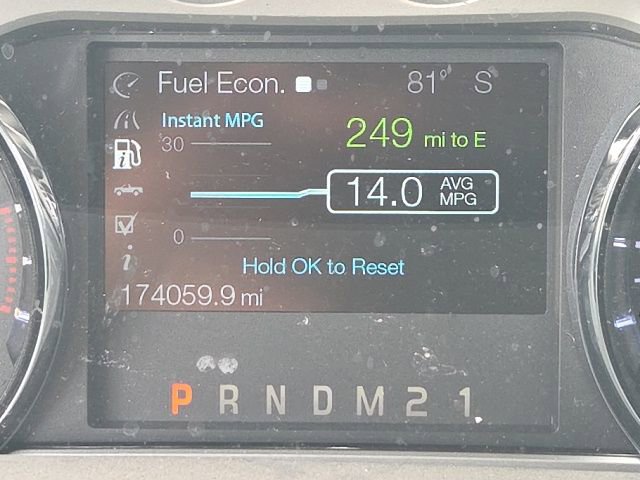 Fuel Econ. 81° S
Instant MPG
30
249 mi to E
14.0 AVG MPG
0
Hold OK to Reset
174059.9 mi
P R N D M 2 1